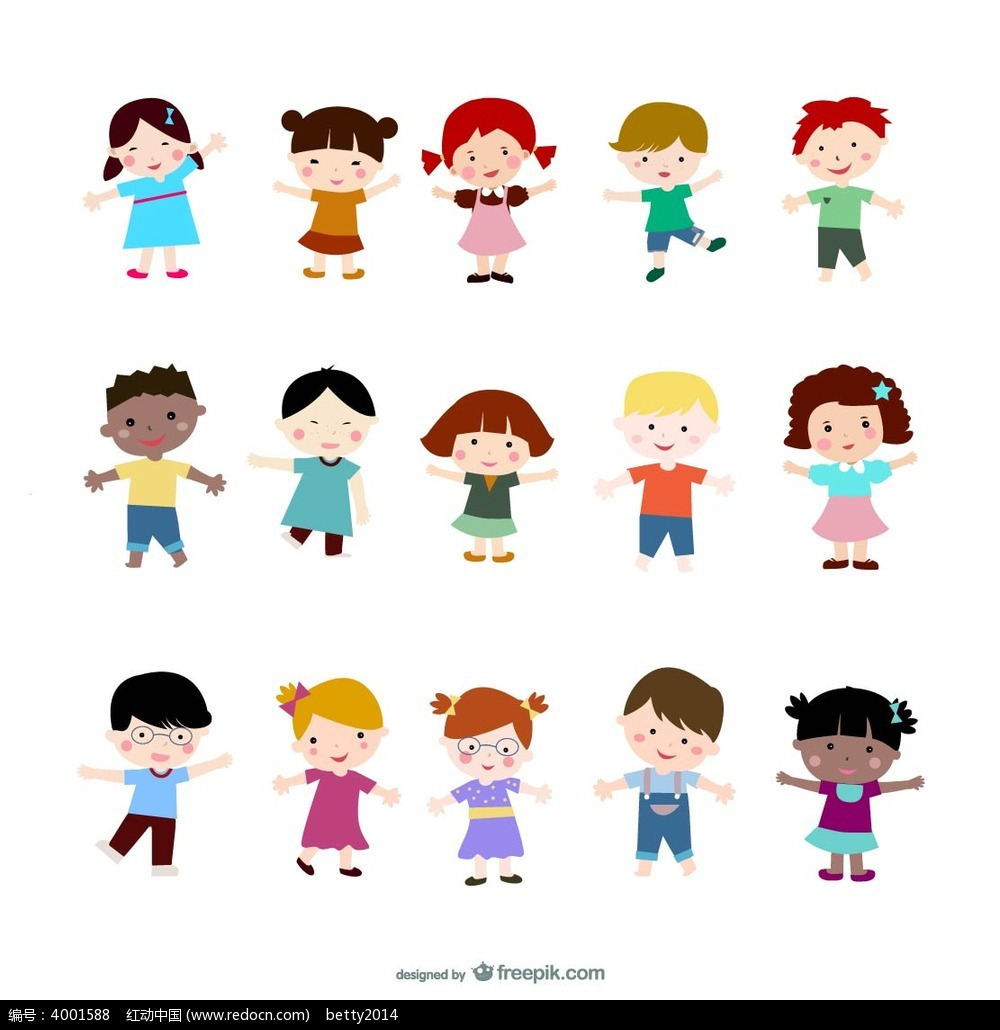 designed by freepik.com
编号：4001588 红动中国 (www.redocn.com) betty2014